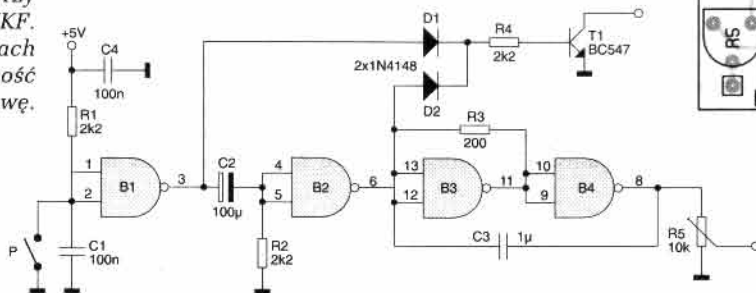 KF.
ach
ość
wę.
+5V
C4
100n
R1
2k2
1
2
B1
3
P
C1
100n
C2
100µ
4
5
B2
6
R2
2k2
D1
2x1N4148
D2
R4
2k2
T1
BC547
R3
200
13
12
B3
11
10
9
B4
8
C3
1µ
R5
10k
R5